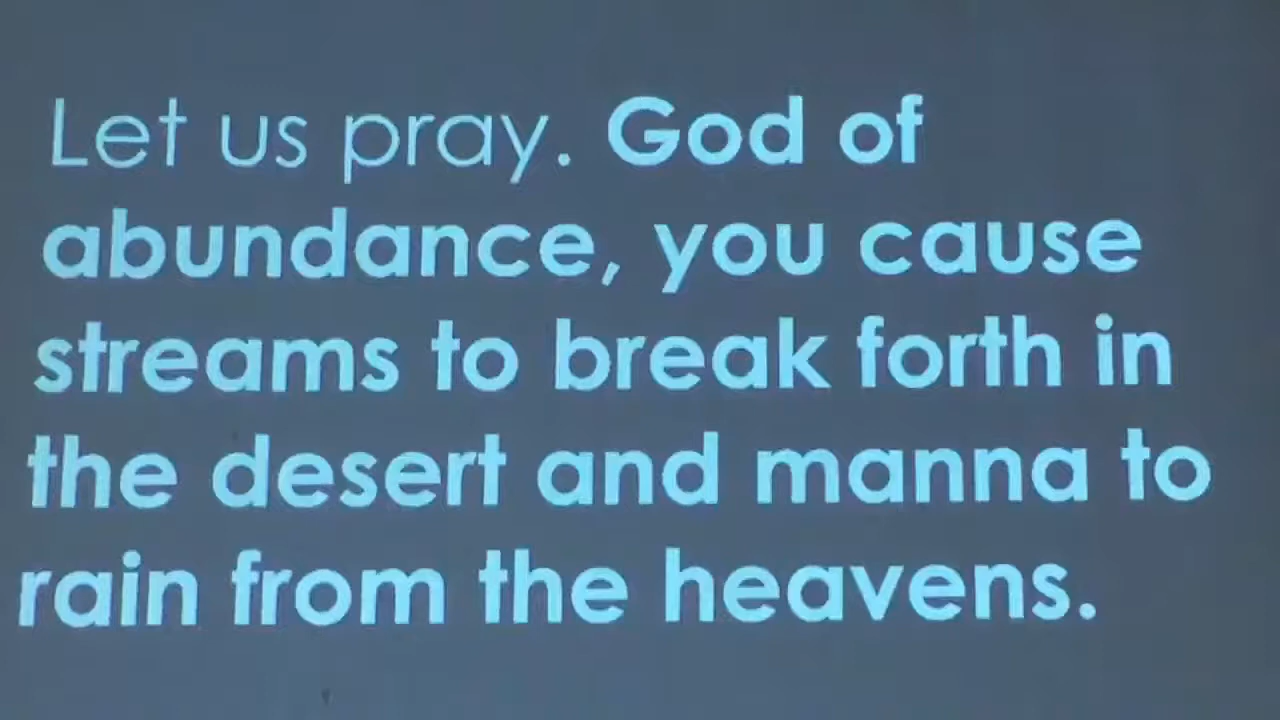 Let us pray. God of
abundance, you cause
streams to break forth in
the desert and manna to
rain from the heavens.